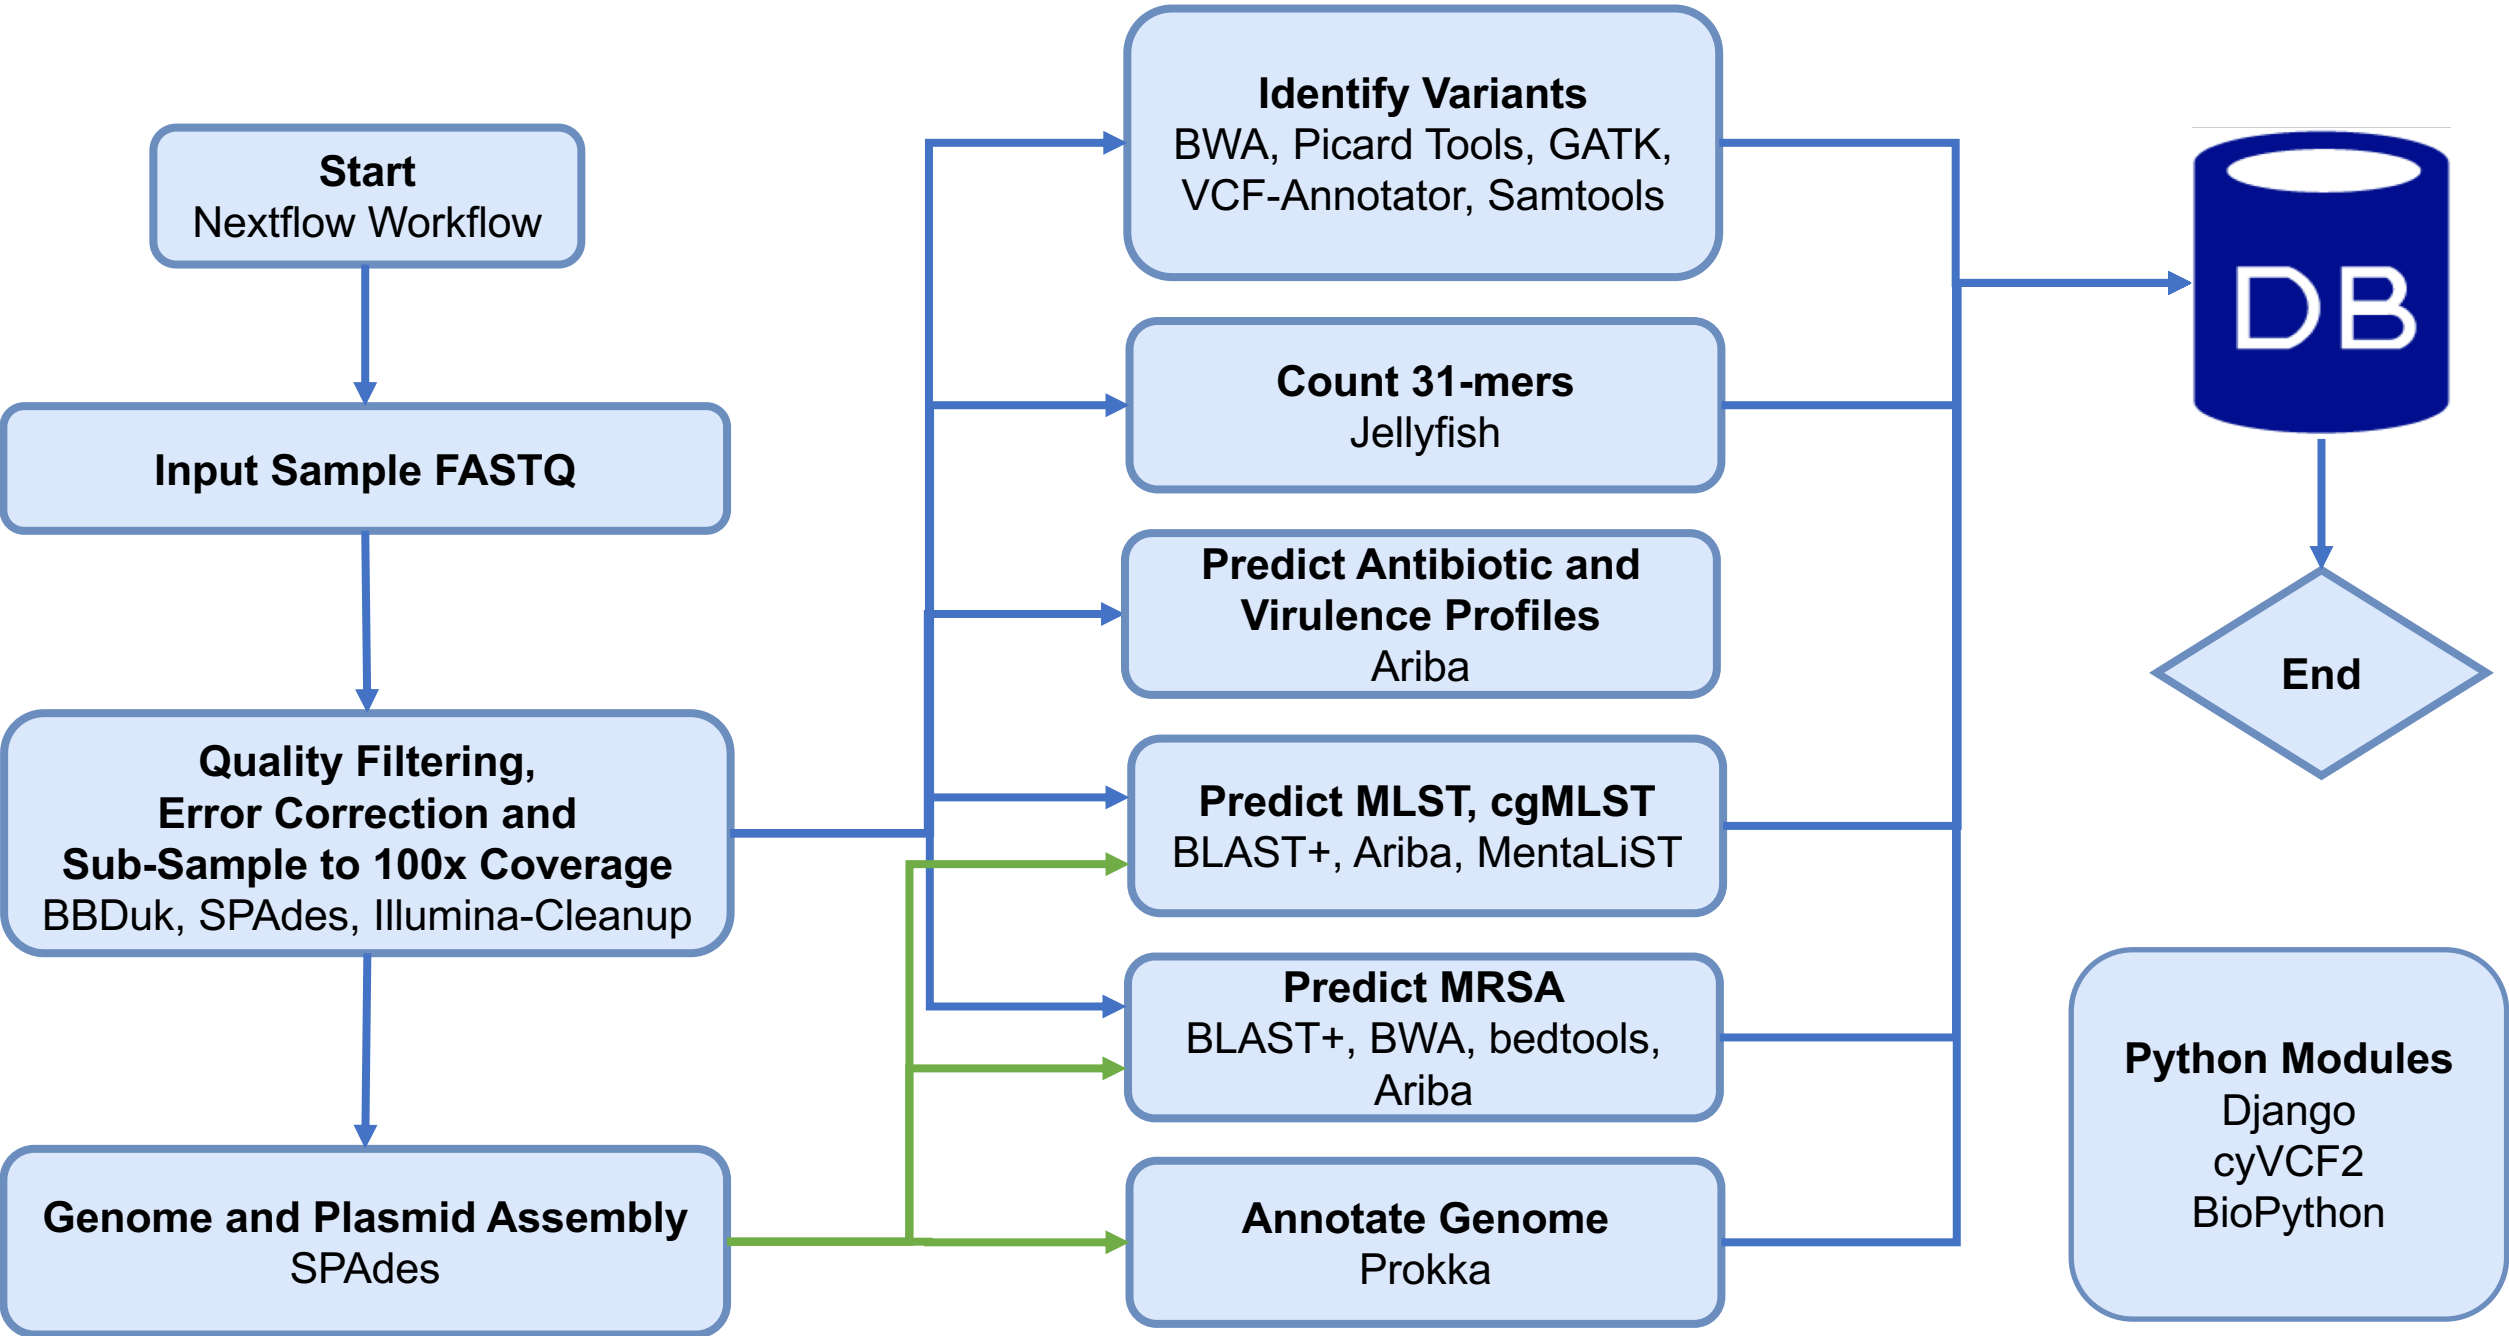 Start
Nextflow Workflow
Input Sample FASTQ
Quality Filtering,
Error Correction and
Sub-Sample to 100x Coverage
BBDuk, SPAdes, Illumina-Cleanup
Genome and Plasmid Assembly
SPAdes
Identify Variants
BWA, Picard Tools, GATK,
VCF-Annotator, Samtools
Count 31-mers
Jellyfish
Predict Antibiotic and
Virulence Profiles
Ariba
Predict MLST, cgMLST
BLAST+, Ariba, MentaLiST
Predict MRSA
BLAST+, BWA, bedtools,
Ariba
Annotate Genome
Prokka
DB
End
Python Modules
Django
cyVCF2
BioPython